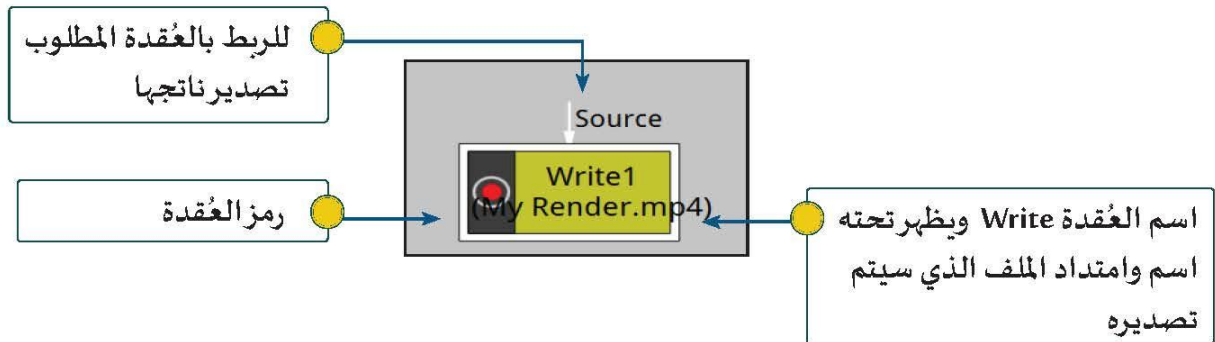 للربط بالعُقدة المطلوب
تصدير ناتجها
Source
Write1
(My Render.mp4)
رمز العُقدة
اسم العُقدة Write ويظهر تحته
اسم وامتداد الملف الذي سيتم
تصديره